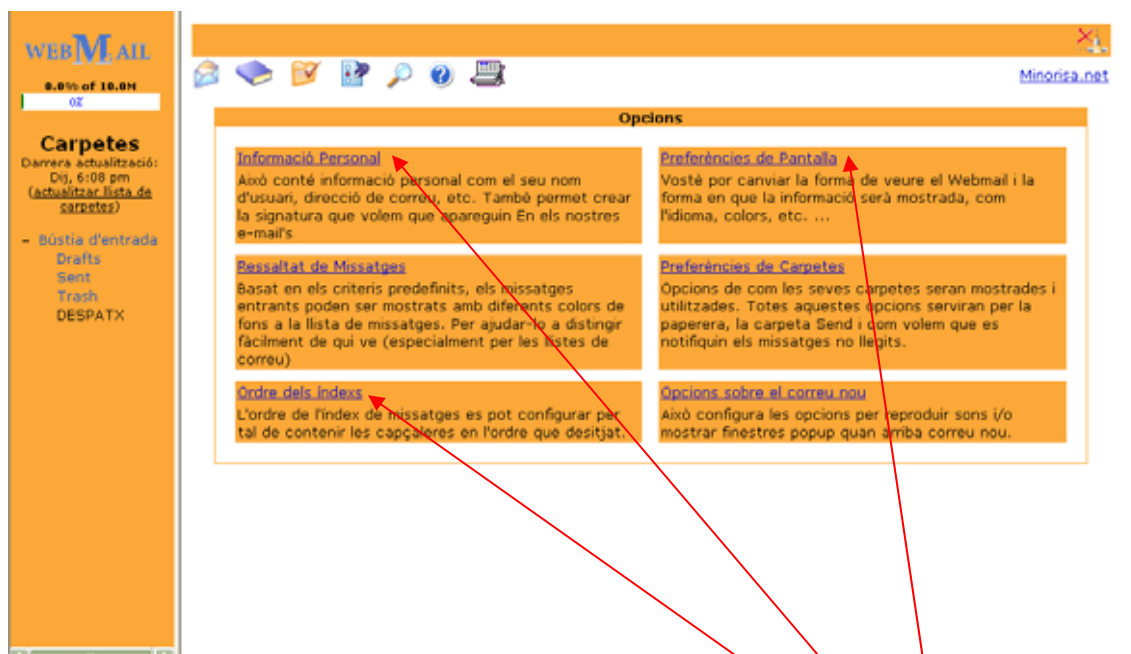 WEBMAIL
0.0% of 10.0M
0%
Carpetes
Darrera actualització:
Dij, 6:08 pm
(actualitzar llista de
carpetes)
- Bústia d'entrada
Drafts
Sent
Trash
DESPATX
Minorisa.net
Opcions
Informació Personal
Això conté informació personal com el seu nom
d'usuari, direcció de correu, etc. També permet crear
la signatura que volem que apareguin En els nostres
e-mail's
Preferències de Pantalla
Vostè por canviar la forma de veure el Webmail i la
forma en que la informació serà mostrada, com
l'idioma, colors, etc. ...
Ressaltat de Missatges
Basat en els criteris predefinits, els missatges
entrants poden ser mostrats amb diferents colors de
fons a la llista de missatges. Per ajudar-lo a distingir
fàcilment de qui ve (especialment per les llistes de
correu)
Preferències de Carpetes
Opcions de com les seves carpetes seran mostrades i
utilitzades. Totes aquestes opcions serviran per la
paperera, la carpeta Send i com volem que es
notifiquin els missatges no llegits.
Ordre dels índexs
L'ordre de l'índex de missatges es pot configurar per
tal de contenir les capçaleres en l'ordre que desitjat.
Opcions sobre el correu nou
Això configura les opcions per reproduir sons i/o
mostrar finestres popup quan arriba correu nou.